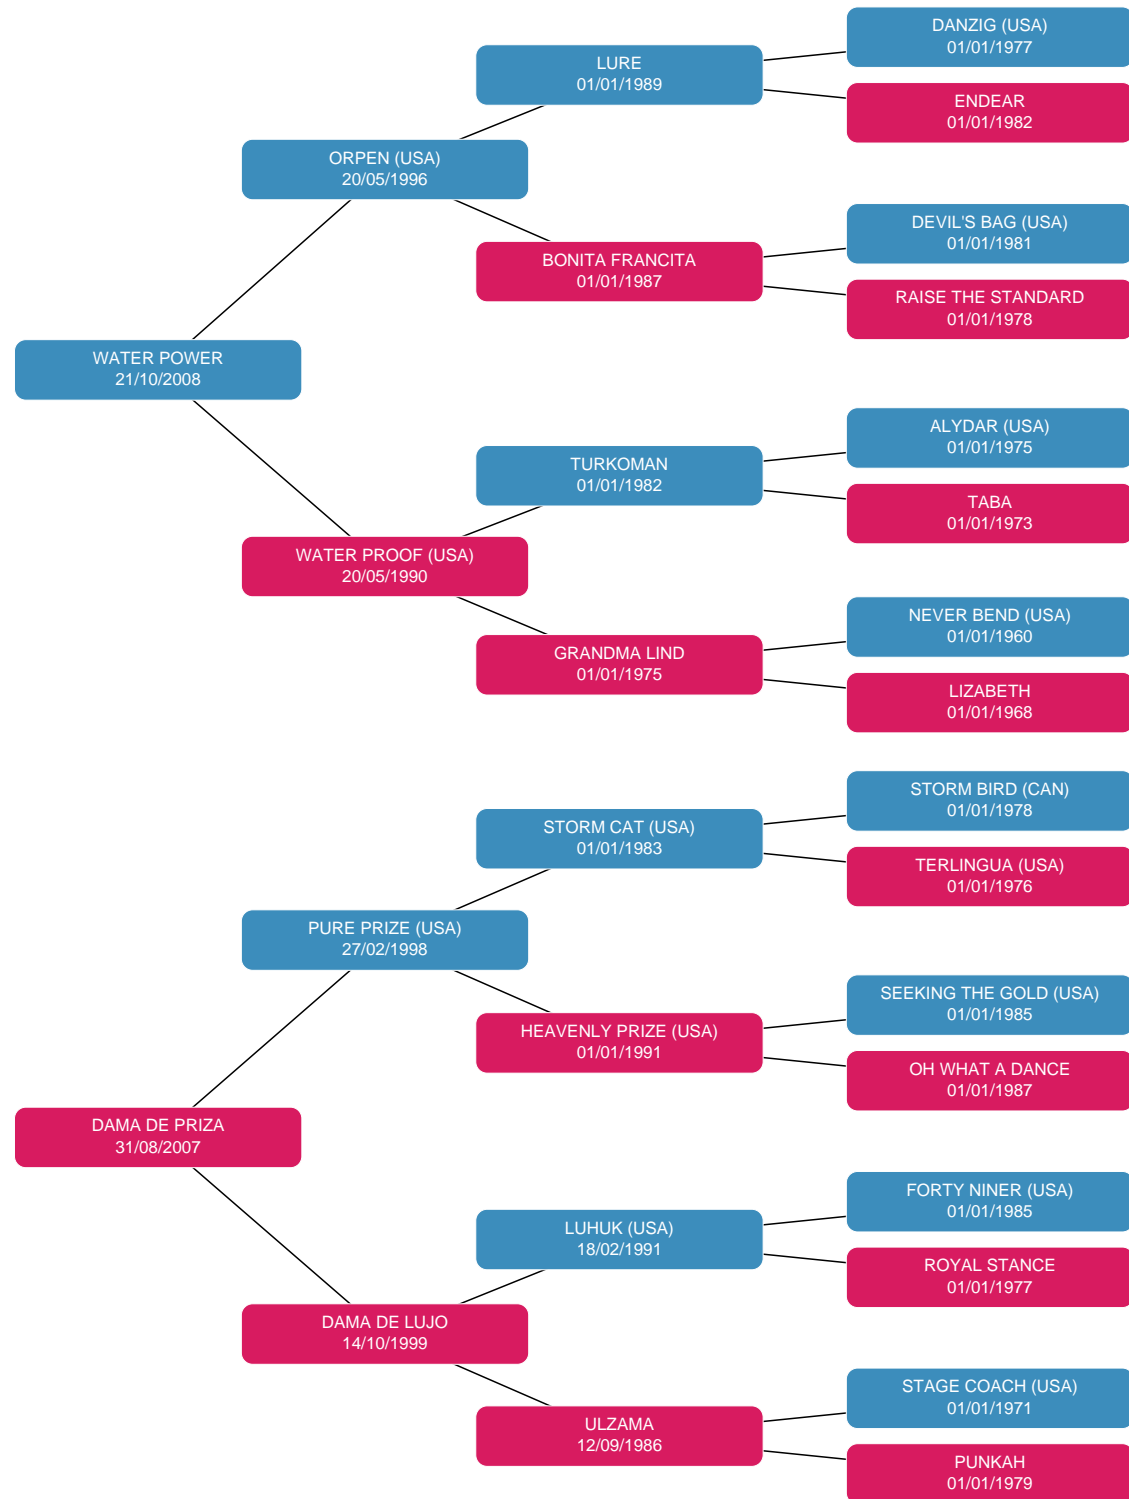 DANZIG (USA)
01/01/1977
LURE
01/01/1989
ENDEAR
01/01/1982
ORPEN (USA)
20/05/1996
DEVIL'S BAG (USA)
01/01/1981
BONITA FRANCITA
01/01/1987
RAISE THE STANDARD
01/01/1978
WATER POWER
21/10/2008
ALYDAR (USA)
01/01/1975
TURKOMAN
01/01/1982
TABA
01/01/1973
WATER PROOF (USA)
20/05/1990
NEVER BEND (USA)
01/01/1960
GRANDMA LIND
01/01/1975
LIZABETH
01/01/1968
STORM BIRD (CAN)
01/01/1978
STORM CAT (USA)
01/01/1983
TERLINGUA (USA)
01/01/1976
PURE PRIZE (USA)
27/02/1998
SEEKING THE GOLD (USA)
01/01/1985
HEAVENLY PRIZE (USA)
01/01/1991
OH WHAT A DANCE
01/01/1987
DAMA DE PRIZA
31/08/2007
FORTY NINER (USA)
01/01/1985
LUHUK (USA)
18/02/1991
ROYAL STANCE
01/01/1977
DAMA DE LUJO
14/10/1999
STAGE COACH (USA)
01/01/1971
ULZAMA
12/09/1986
PUNKAH
01/01/1979